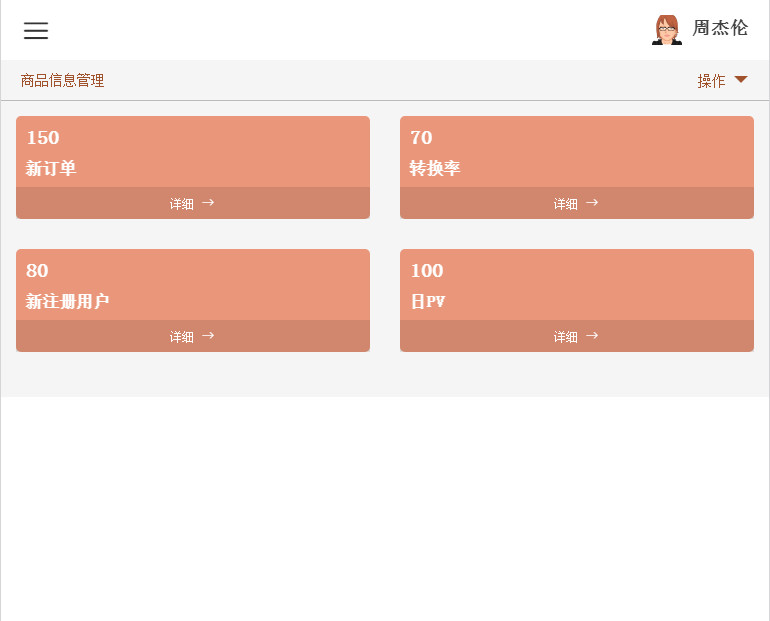 周杰伦
商品信息管理
操作
150
新订单
详细 →
70
转换率
详细 →
80
新注册用户
详细 →
100
日PV
详细 →